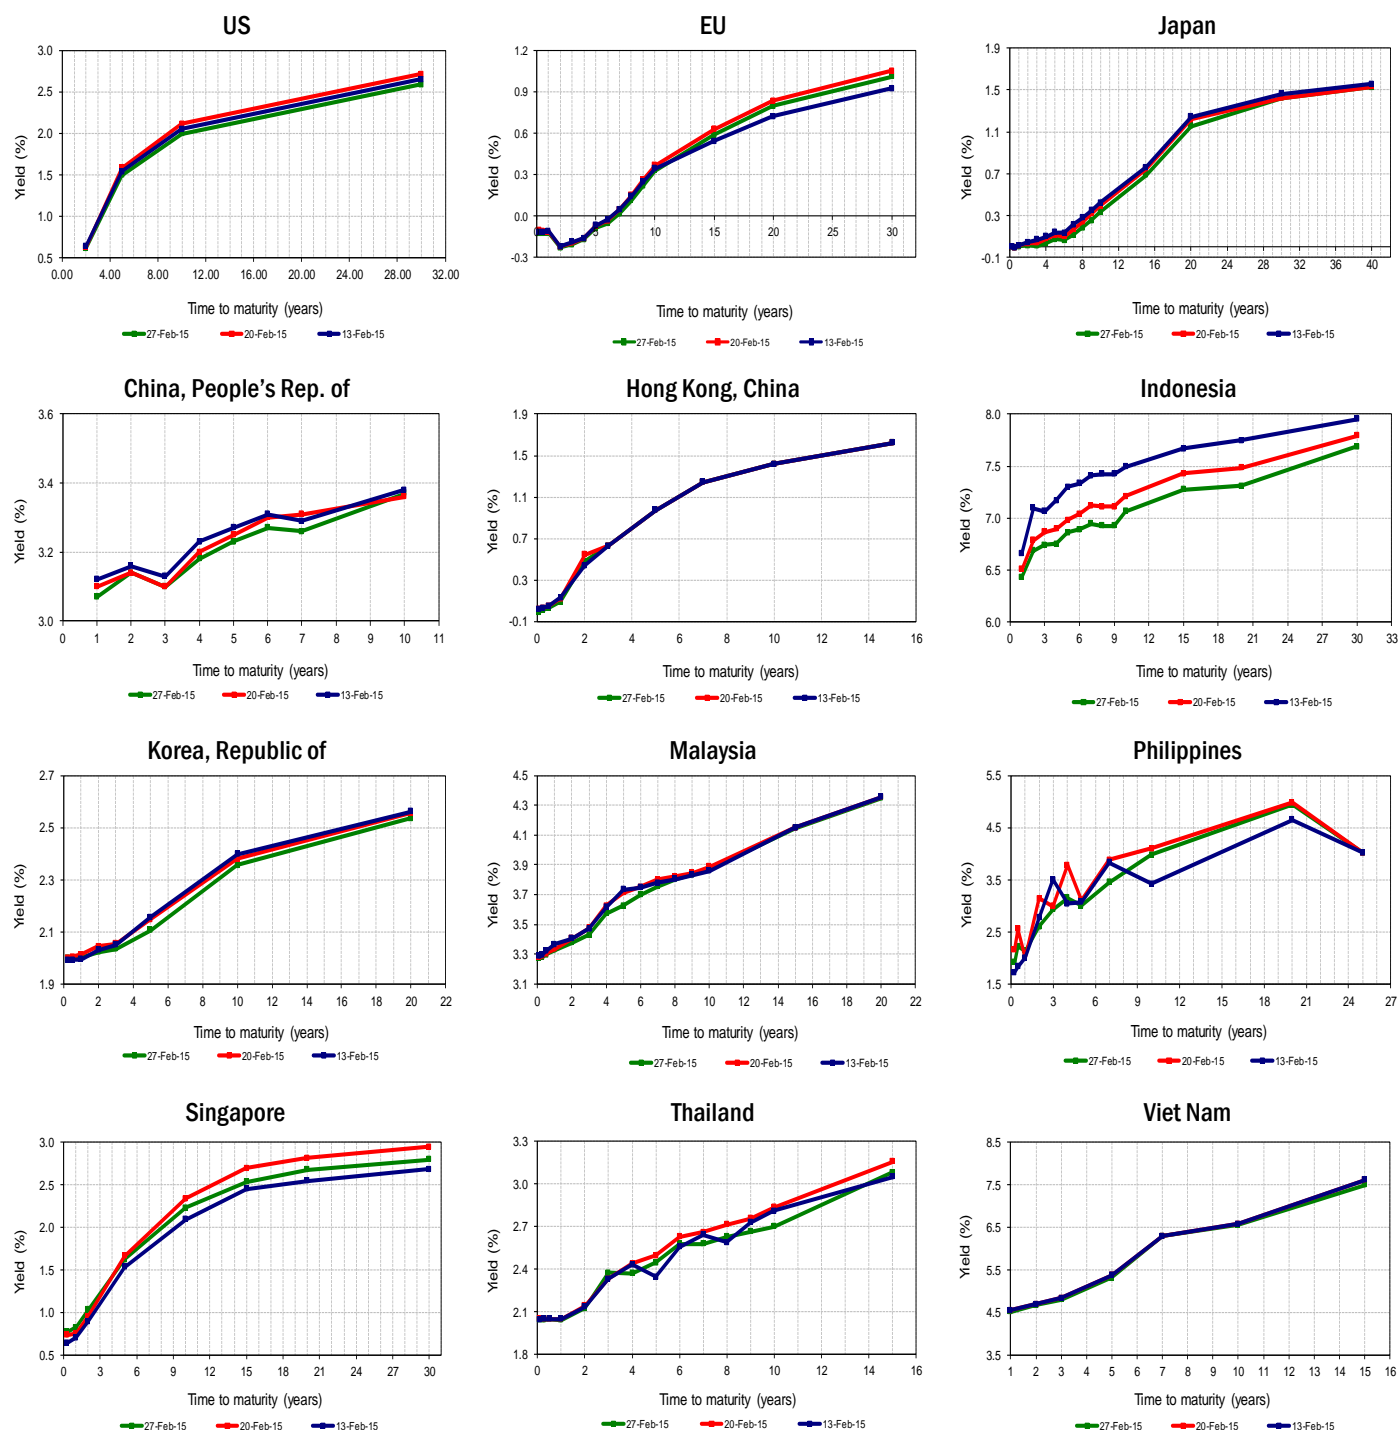 US
EU
Japan
3.0
2.5
2.0
1.5
1.0
0.5
Yield (%)
0.00 4.00 8.00 12.00 16.00 20.00 24.00 28.00 32.00
Time to maturity (years)
27-Feb-15 20-Feb-15 13-Feb-15
1.2
0.9
0.6
0.3
0.0
-0.3
Yield (%)
0 5 10 15 20 25 30
Time to maturity (years)
27-Feb-15 20-Feb-15 13-Feb-15
1.9
1.5
1.1
0.7
0.3
-0.1
Yield (%)
0 4 8 12 16 20 24 28 32 36 40
Time to maturity (years)
27-Feb-15 20-Feb-15 13-Feb-15
China, People's Rep. of
Hong Kong, China
Indonesia
3.6
3.4
3.2
3.0
Yield (%)
0 1 2 3 4 5 6 7 8 9 10 11
Time to maturity (years)
27-Feb-15 20-Feb-15 13-Feb-15
1.9
1.5
1.1
0.7
0.3
-0.1
Yield (%)
0 2 4 6 8 10 12 14 16
Time to maturity (years)
27-Feb-15 20-Feb-15 13-Feb-15
8.0
7.5
7.0
6.5
6.0
Yield (%)
0 3 6 9 12 15 18 21 24 27 30 33
Time to maturity (years)
27-Feb-15 20-Feb-15 13-Feb-15
Korea, Republic of
Malaysia
Philippines
2.7
2.5
2.3
2.1
1.9
Yield (%)
0 2 4 6 8 10 12 14 16 18 20 22
Time to maturity (years)
27-Feb-15 20-Feb-15 13-Feb-15
4.5
4.3
4.1
3.9
3.7
3.5
3.3
3.1
Yield (%)
0 2 4 6 8 10 12 14 16 18 20 22
Time to maturity (years)
27-Feb-15 20-Feb-15 13-Feb-15
5.5
4.5
3.5
2.5
1.5
Yield (%)
0 3 6 9 12 15 18 21 24 27
Time to maturity (years)
27-Feb-15 20-Feb-15 13-Feb-15
Singapore
Thailand
Viet Nam
3.0
2.5
2.0
1.5
1.0
0.5
Yield (%)
0 3 6 9 12 15 18 21 24 27 30
Time to maturity (years)
27-Feb-15 20-Feb-15 13-Feb-15
3.3
3.0
2.7
2.4
2.1
1.8
Yield (%)
0 2 4 6 8 10 12 14 16
Time to maturity (years)
27-Feb-15 20-Feb-15 13-Feb-15
8.5
7.5
6.5
5.5
4.5
3.5
Yield (%)
1 2 3 4 5 6 7 8 9 10 11 12 13 14 15 16
Time to maturity (years)
27-Feb-15 20-Feb-15 13-Feb-15